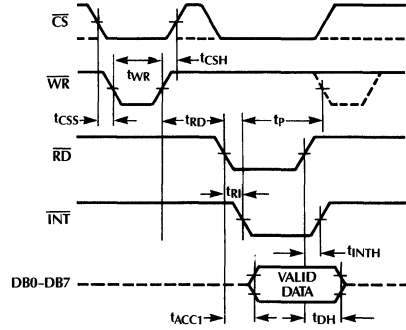 CS
tCSH
tWR
WR
tCSS
tRD
tP
RD
tRI
INT
tINTH
DB0–DB7
VALID
DATA
tACC1
tDH